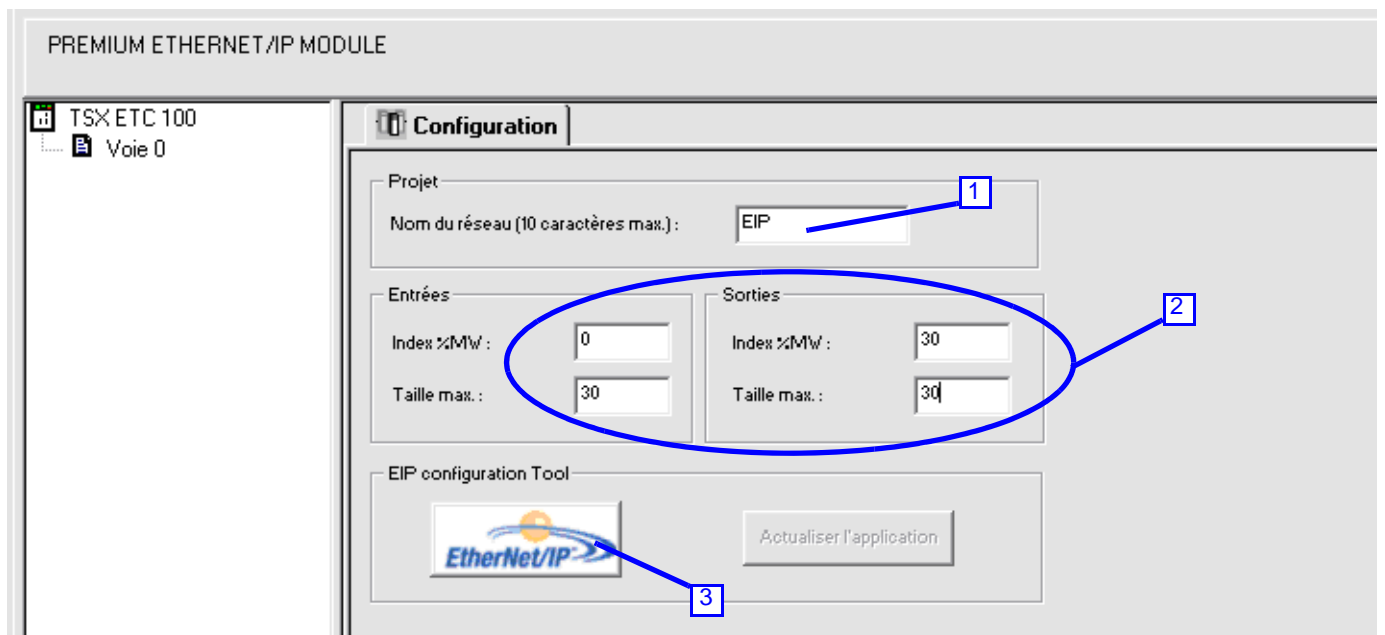 PREMIUM ETHERNET/IP MODULE
TSX ETC 100
Voie 0
Configuration
Projet
Nom du réseau (10 caractères max.) :
EIP
1
Entrées
Index %MW :
0
Taille max. :
30
Sorties
Index %MW :
30
Taille max. :
30
2
EIP configuration Tool
EtherNet/IP
Actualiser l'application
3